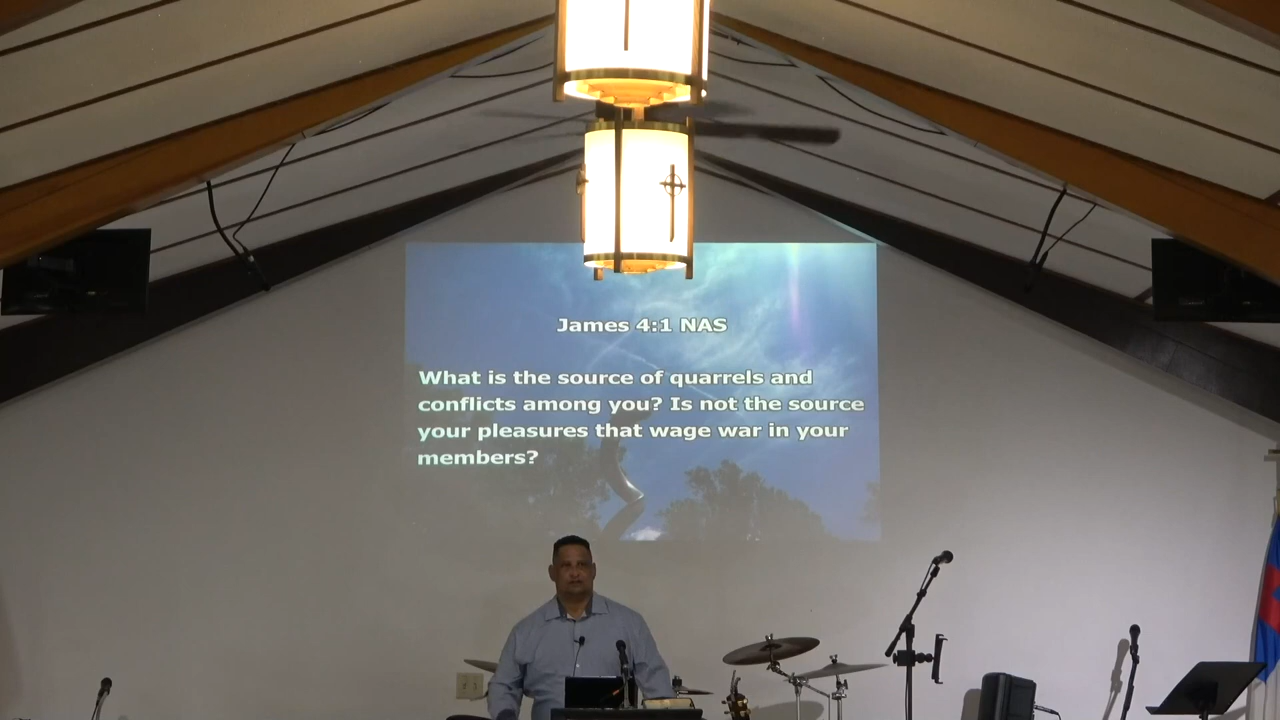 James 4:1 NAS
What is the source of quarrels and
conflicts among you? Is not the source
your pleasures that wage war in your
members?